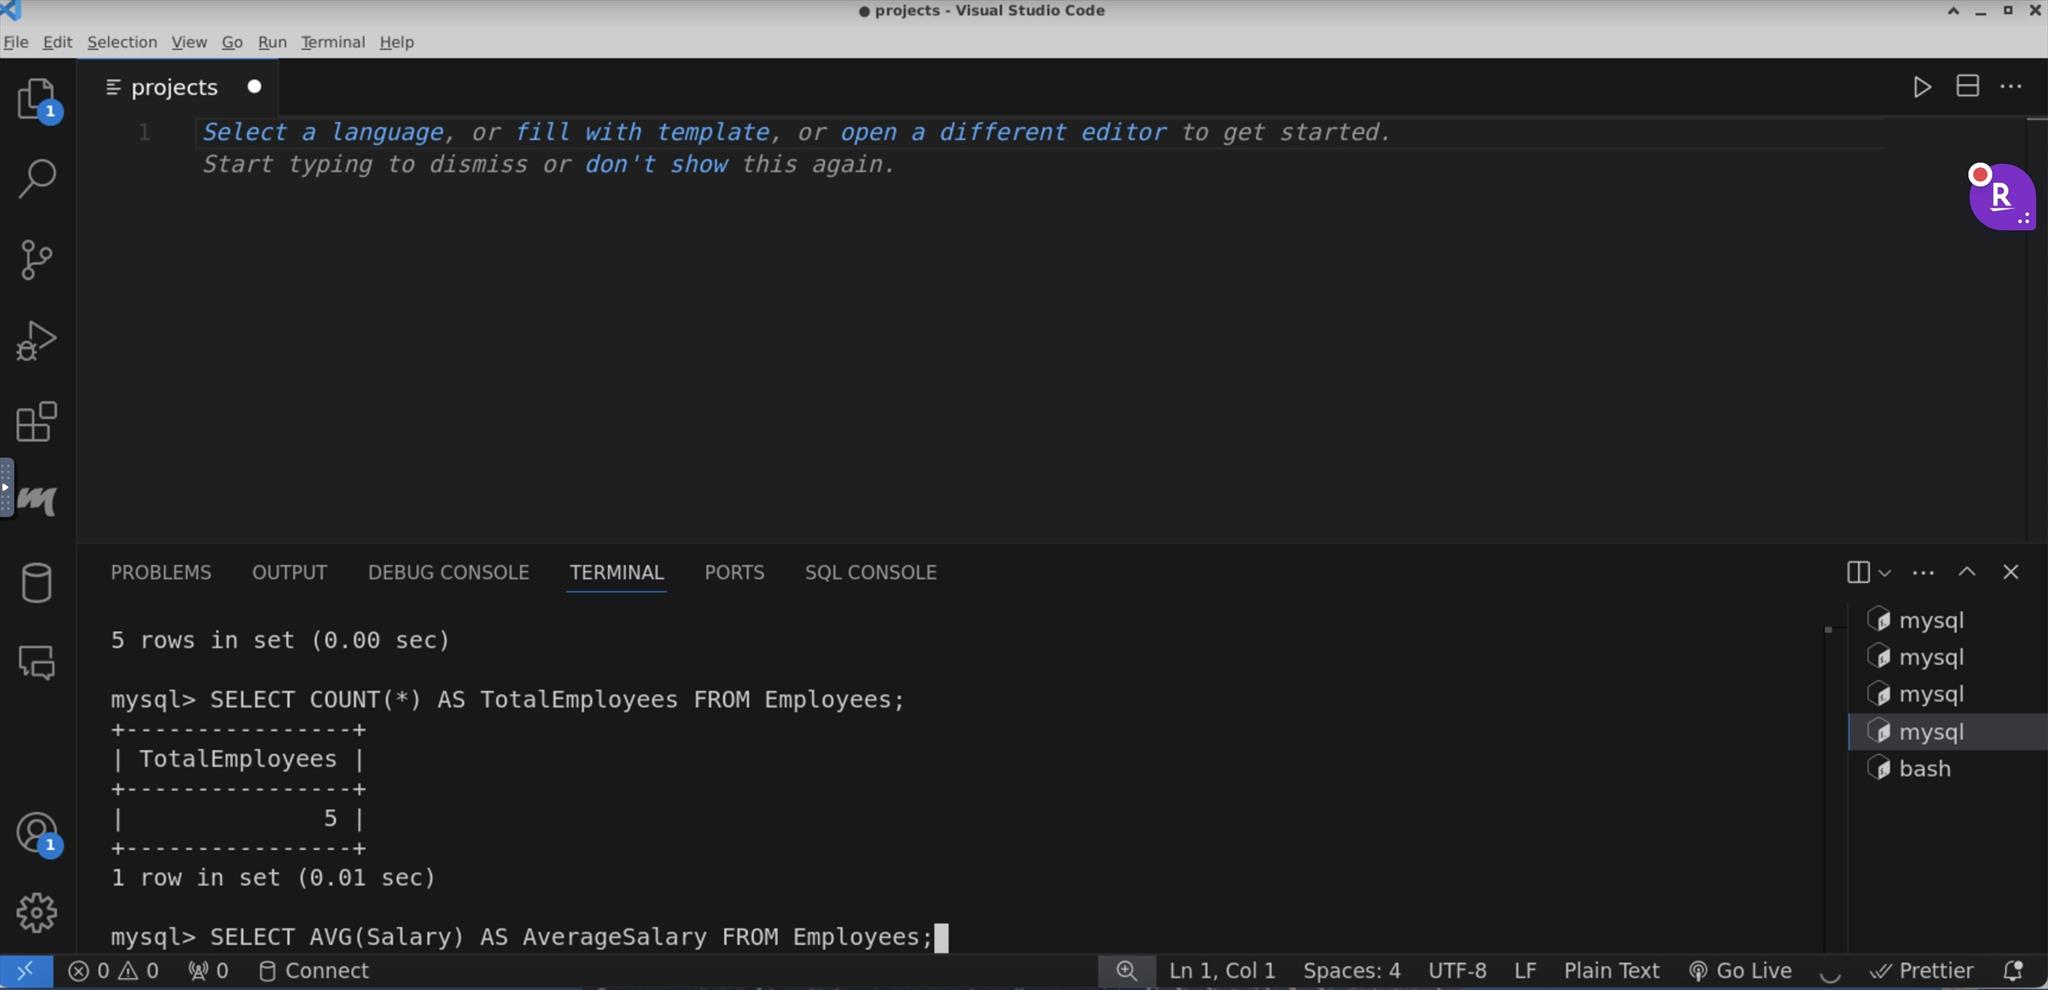 ● projects - Visual Studio Code
File Edit Selection View Go Run Terminal Help
1
projects
1 Select a language, or fill with template, or open a different editor to get started.
Start typing to dismiss or don't show this again.
R
PROBLEMS OUTPUT DEBUG CONSOLE TERMINAL PORTS SQL CONSOLE
5 rows in set (0.00 sec)
mysql> SELECT COUNT(*) AS TotalEmployees FROM Employees;
+----------------+
| TotalEmployees |
+----------------+
|              5 |
+----------------+
1 row in set (0.01 sec)
mysql> SELECT AVG(Salary) AS AverageSalary FROM Employees;
mysql
mysql
mysql
mysql
bash
1
0 0 0 Connect Ln 1, Col 1 Spaces: 4 UTF-8 LF Plain Text Go Live Prettier